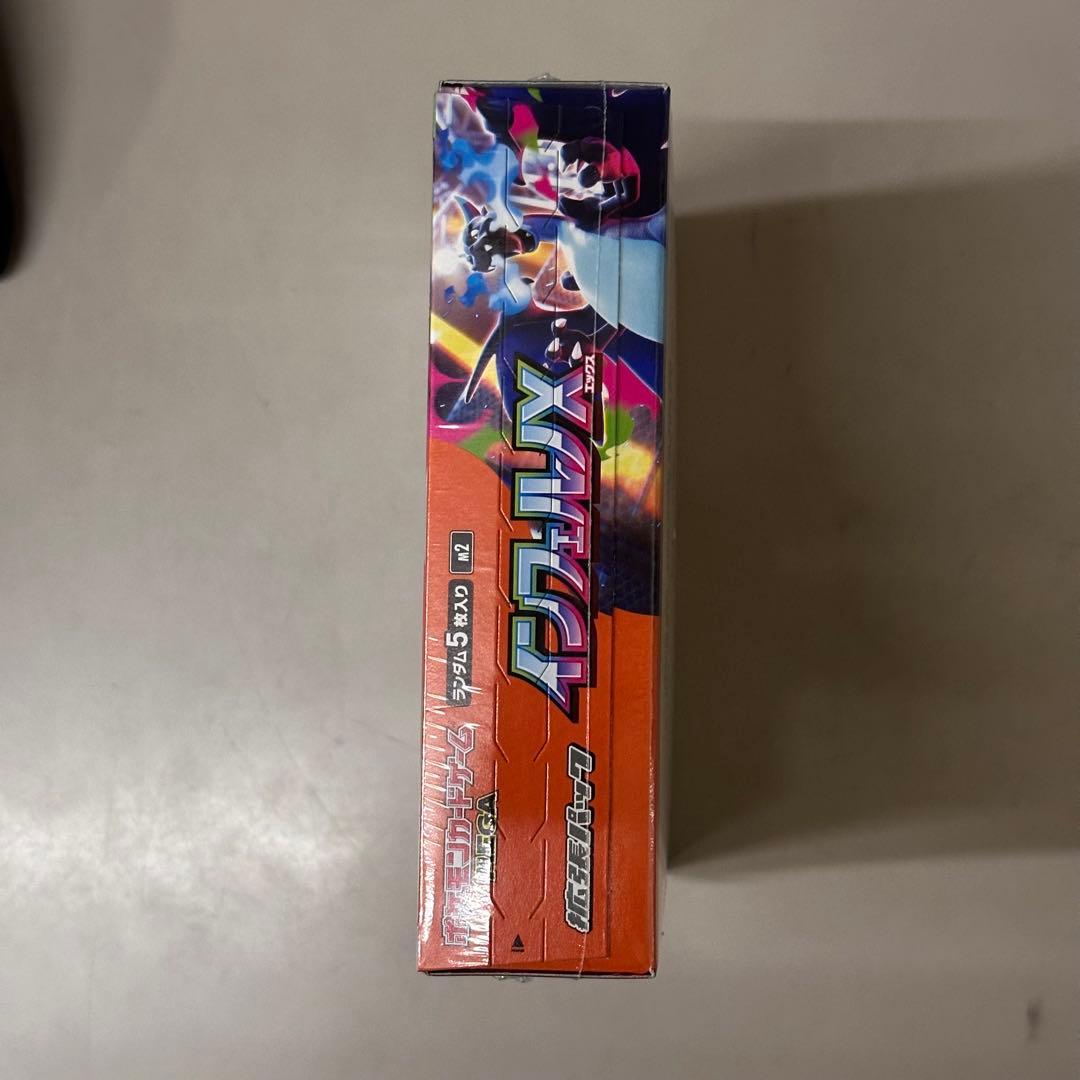 ポケモンカードゲーム
MEGA
ランダム5枚入り
M2
拡張パック
インフェルノX
エックス